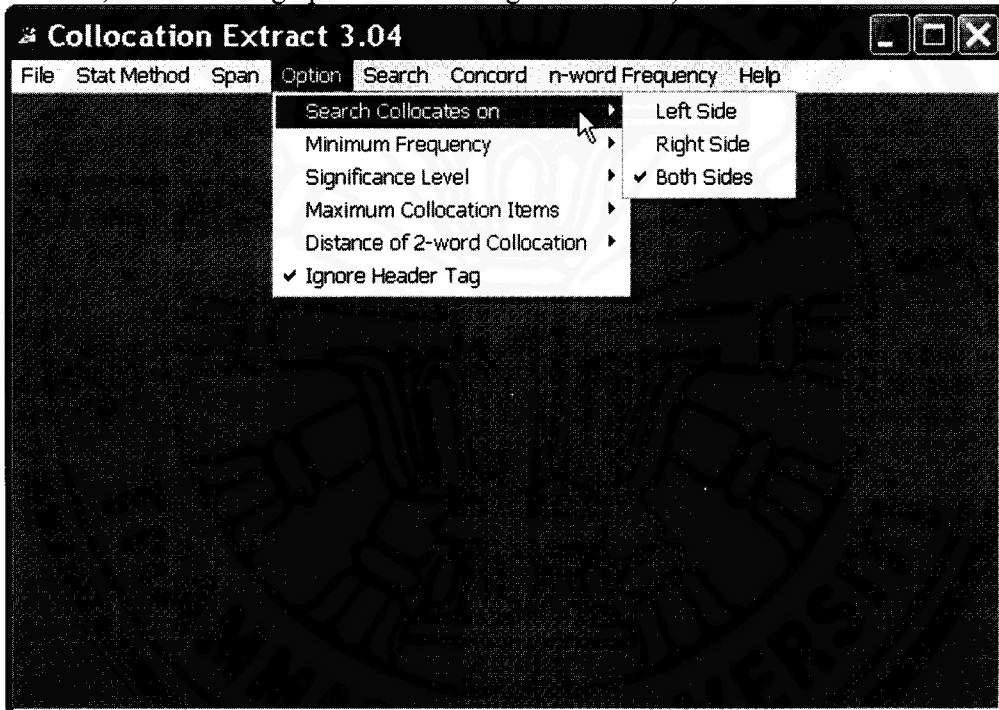 Collocation Extract 3.04
File Stat Method Span Option Search Concord n-word Frequency Help
Search Collocates on
Left Side
Minimum Frequency
Right Side
Significance Level
✔ Both Sides
Maximum Collocation Items
Distance of 2-word Collocation
✔ Ignore Header Tag